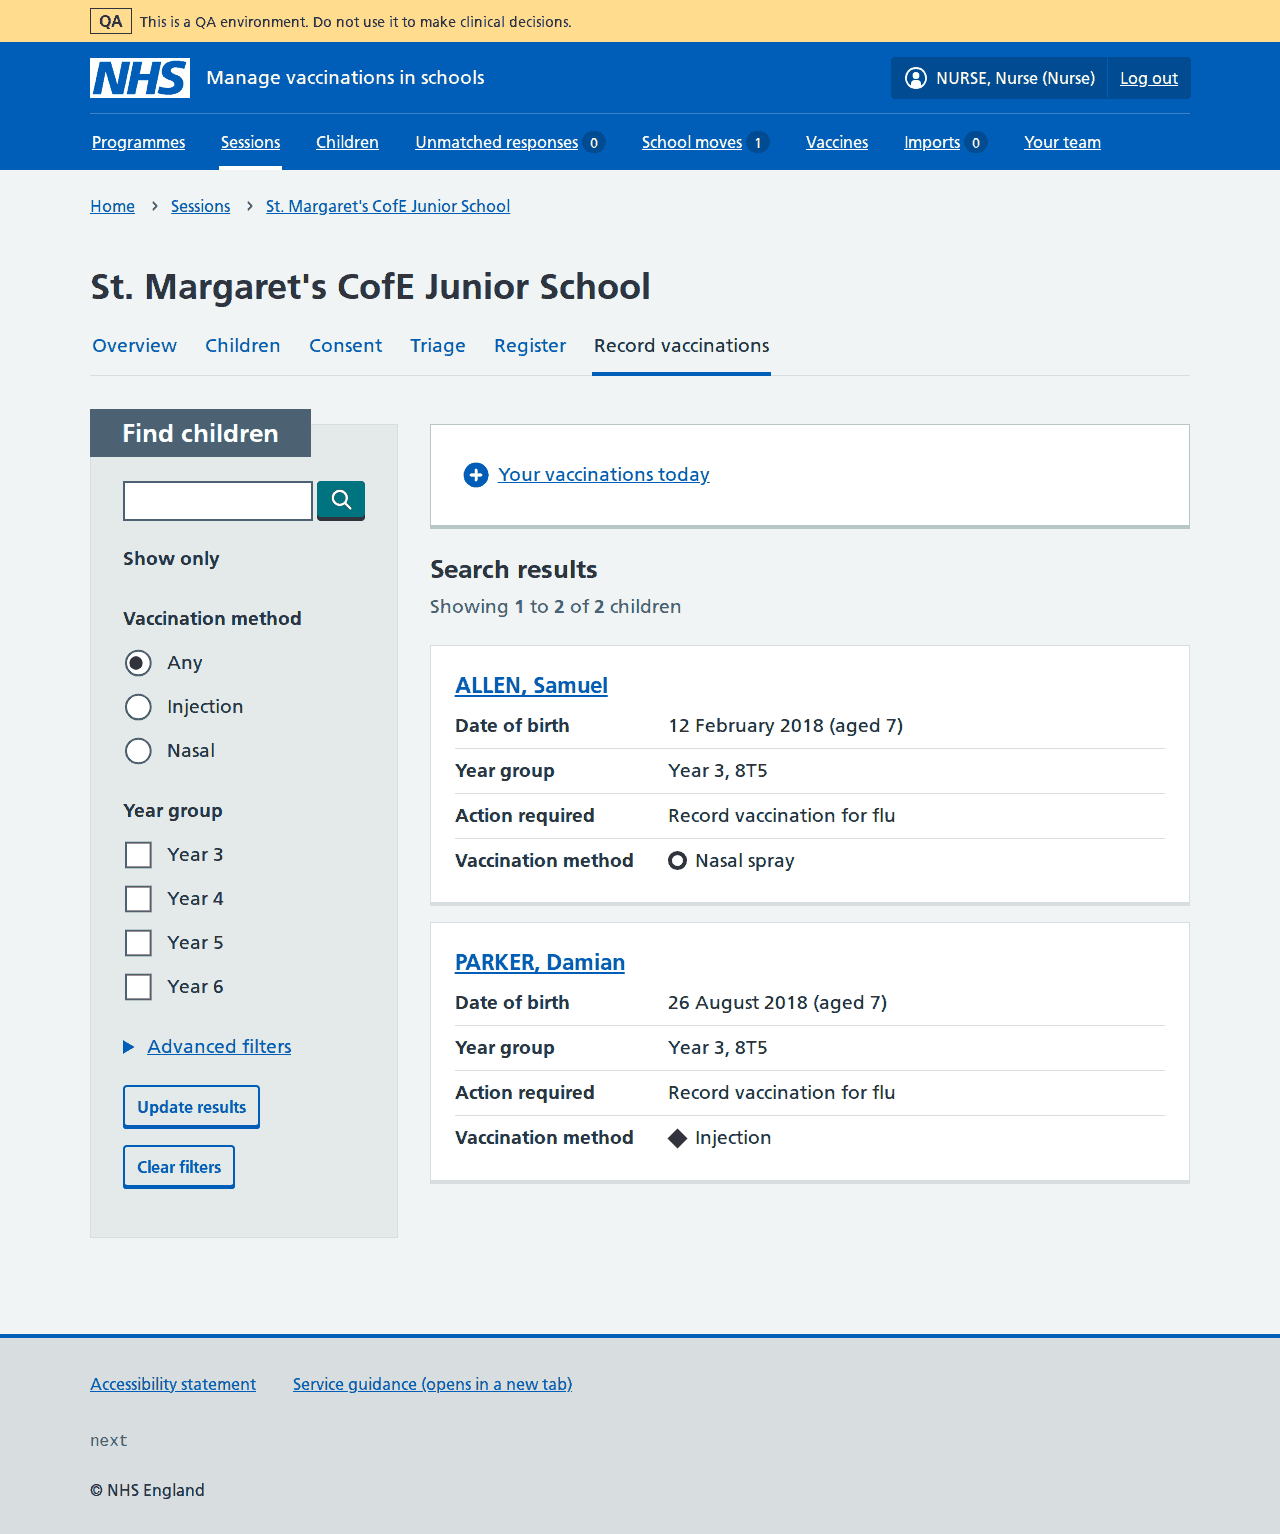 QA This is a QA environment. Do not use it to make clinical decisions.
NHS Manage vaccinations in schools NURSE, Nurse (Nurse) Log out
Programmes Sessions Children Unmatched responses 0 School moves 1 Vaccines Imports 0 Your team
Home Sessions St. Margaret's CofE Junior School
St. Margaret's CofE Junior School
Overview Children Consent Triage Register Record vaccinations
Find children
Show only
Vaccination method
Any
Injection
Nasal
Year group
Year 3
Year 4
Year 5
Year 6
Advanced filters
Update results
Clear filters
Your vaccinations today
Search results
Showing 1 to 2 of 2 children
ALLEN, Samuel
Date of birth 12 February 2018 (aged 7)
Year group Year 3, 8T5
Action required Record vaccination for flu
Vaccination method Nasal spray
PARKER, Damian
Date of birth 26 August 2018 (aged 7)
Year group Year 3, 8T5
Action required Record vaccination for flu
Vaccination method Injection
Accessibility statement Service guidance (opens in a new tab)
next
© NHS England